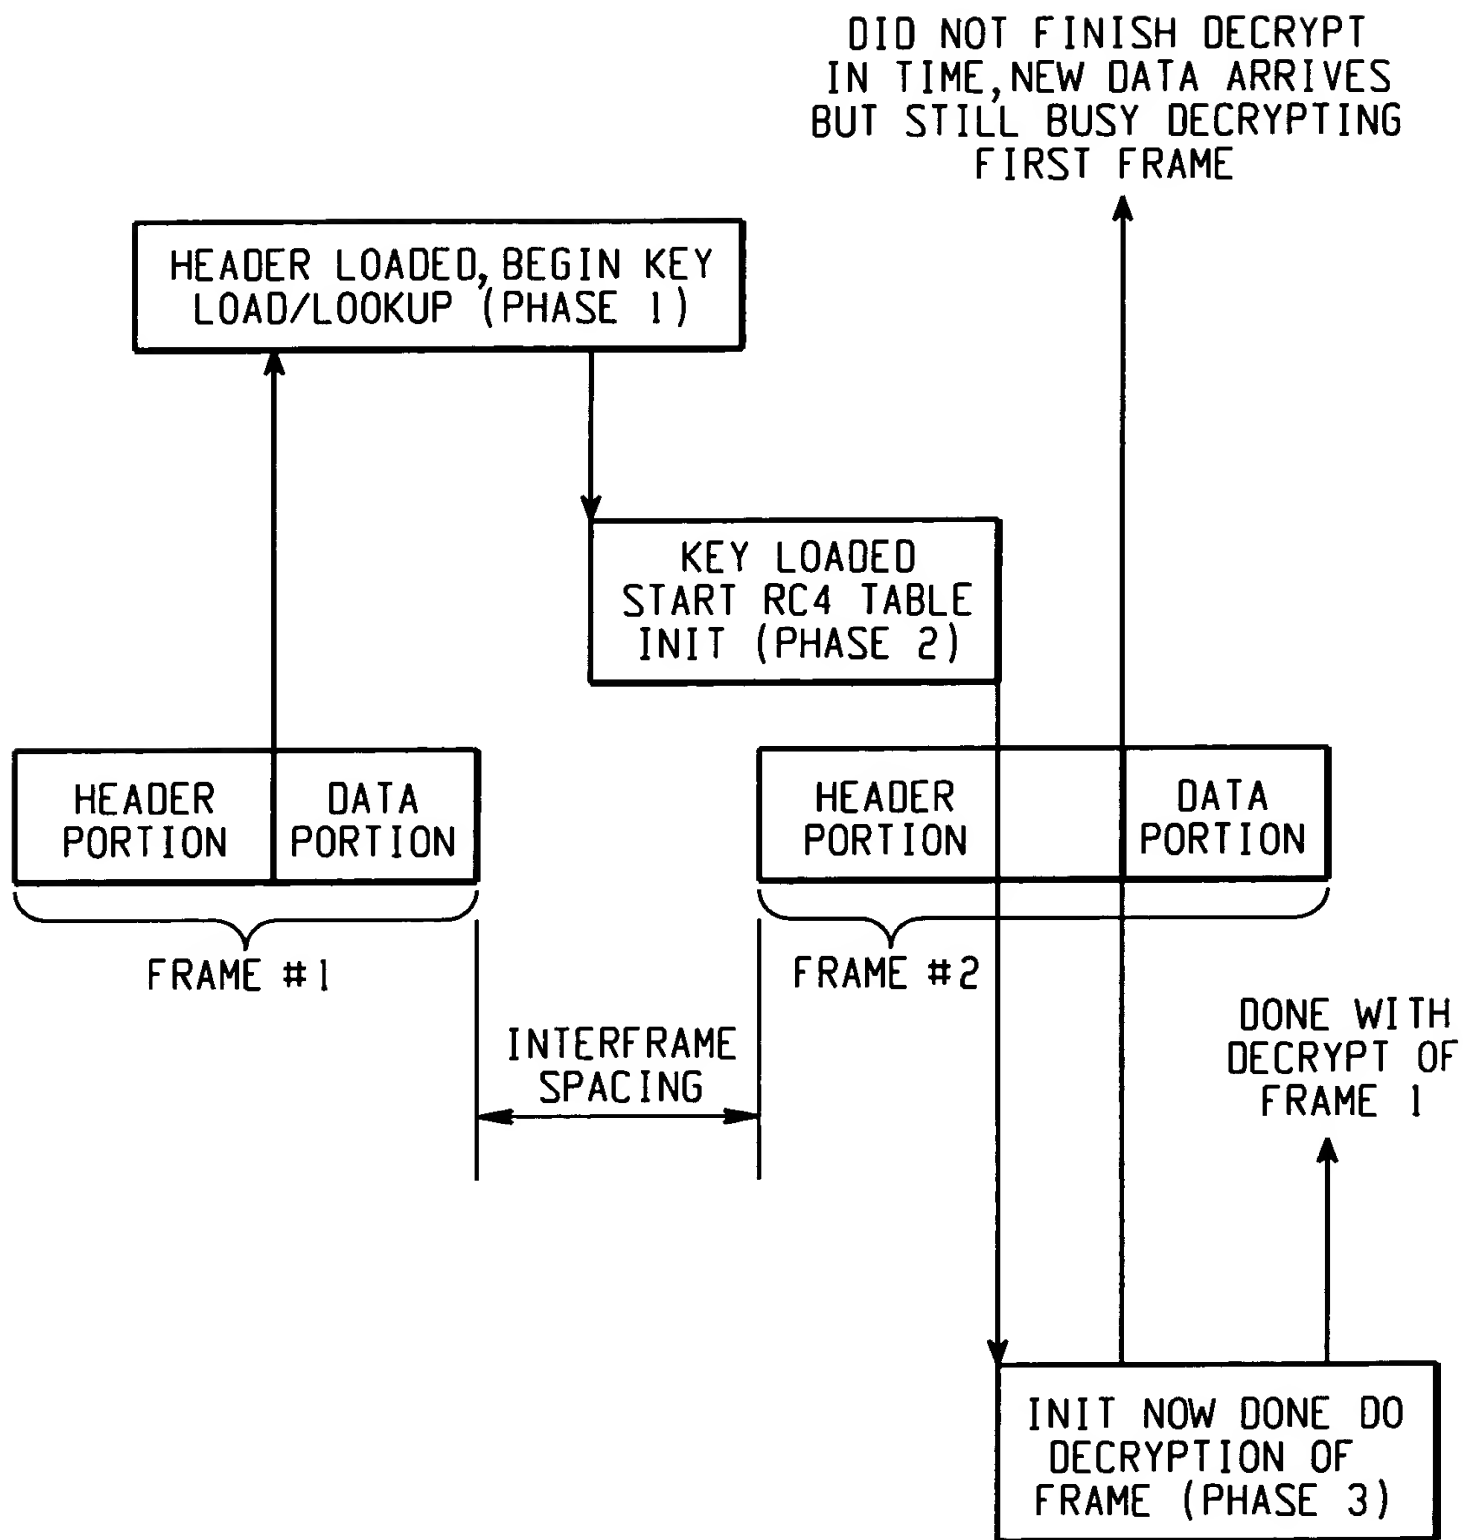 DID NOT FINISH DECRYPT
IN TIME, NEW DATA ARRIVES
BUT STILL BUSY DECRYPTING
FIRST FRAME
HEADER LOADED, BEGIN KEY
LOAD/LOOKUP (PHASE 1)
KEY LOADED
START RC4 TABLE
INIT (PHASE 2)
HEADER
PORTION
DATA
PORTION
HEADER
PORTION
DATA
PORTION
FRAME #1
FRAME #2
INTERFRAME
SPACING
DONE WITH
DECRYPT OF
FRAME 1
INIT NOW DONE DO
DECRYPTION OF
FRAME (PHASE 3)